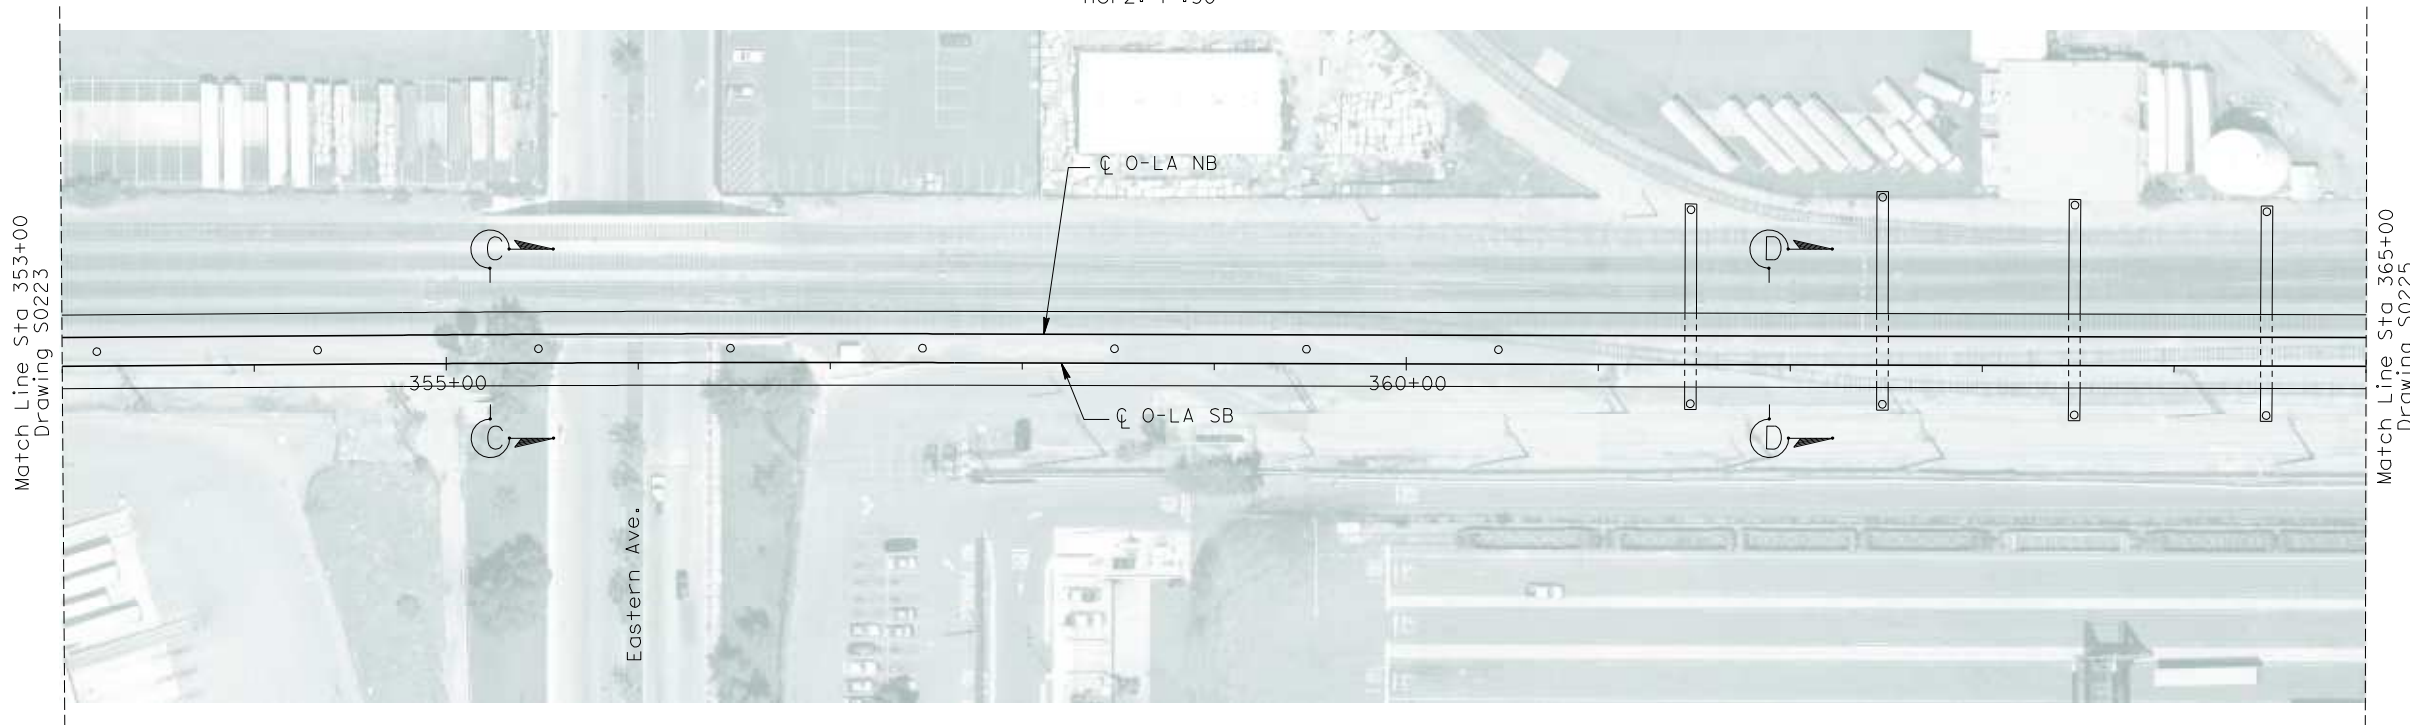 Match Line Sta 353+00
Drawing S0223
℄ O-LA NB
C
D
355+00
360+00
℄ O-LA SB
C
D
Eastern Ave.
Match Line Sta 365+00
Drawing S0225